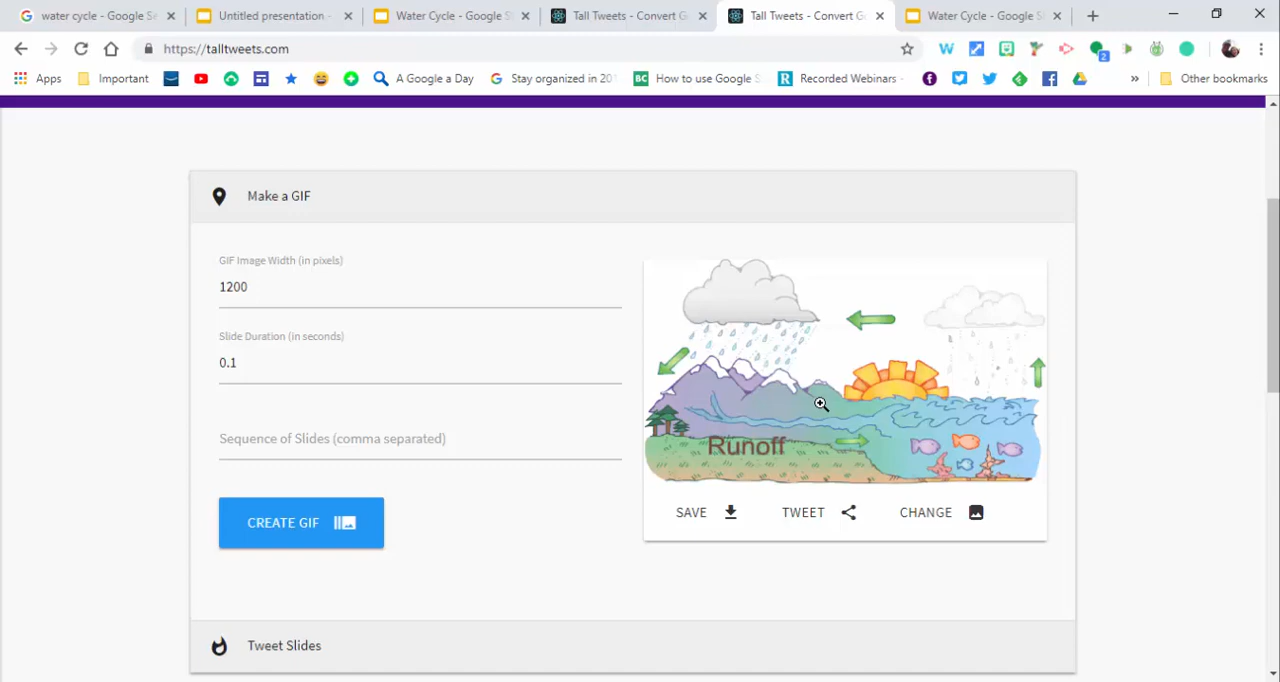 water cycle - Google Se
Untitled presentation -
Water Cycle - Google S
Tall Tweets - Convert G
Tall Tweets - Convert G
Water Cycle - Google S
https://talltweets.com
2
Apps
Important
A Google a Day
Stay organized in 20
BC
How to use Google S
R
Recorded Webinars
Other bookmarks
Make a GIF
GIF Image Width (in pixels)
1200
Slide Duration (in seconds)
0.1
Sequence of Slides (comma separated)
CREATE GIF
Runoff
SAVE
TWEET
CHANGE
Tweet Slides